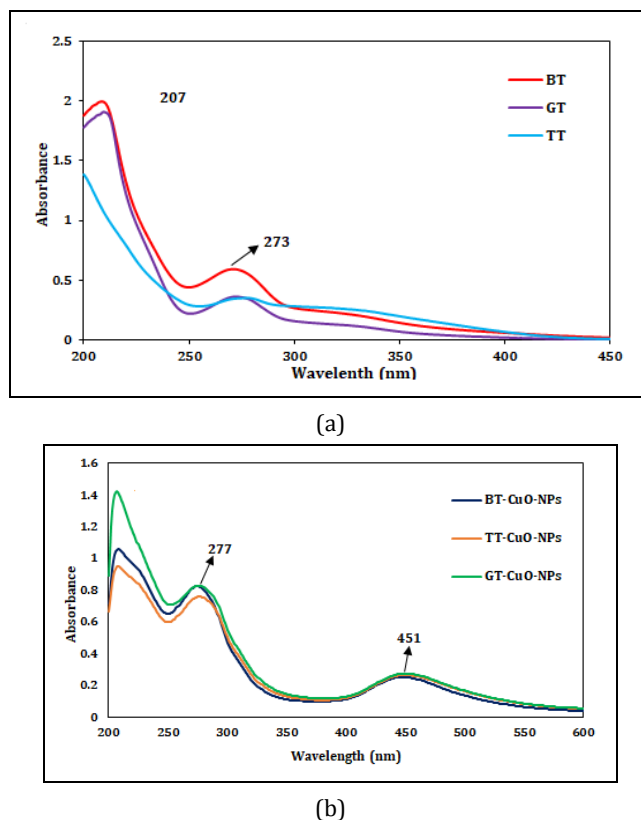 2.5
2
1.5
1
0.5
0
Absorbance
207
273
BT
GT
TT
200 250 300 350 400 450
Wavelenth (nm)
(a)
1.6
1.4
1.2
1
0.8
0.6
0.4
0.2
0
Absorbance
277
451
BT-CuO-NPs
TT-CuO-NPs
GT-CuO-NPs
200 250 300 350 400 450 500 550 600
Wavelength (nm)
(b)